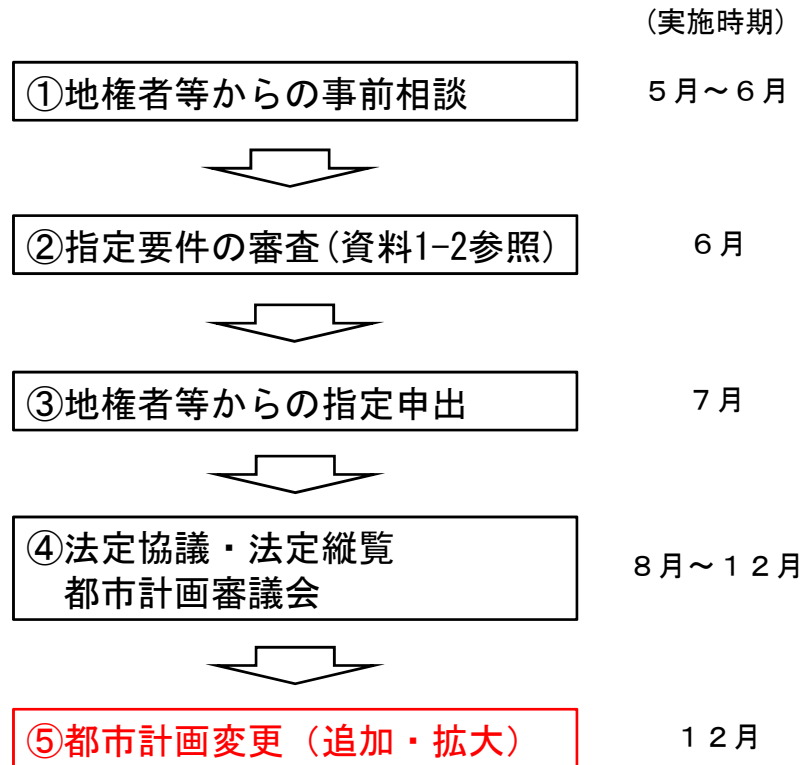 (実施時期)
①地権者等からの事前相談
５月～６月
②指定要件の審査(資料1-2参照)
６月
③地権者等からの指定申出
７月
④法定協議・法定縦覧
都市計画審議会
８月～１２月
⑤都市計画変更（追加・拡大）
１２月